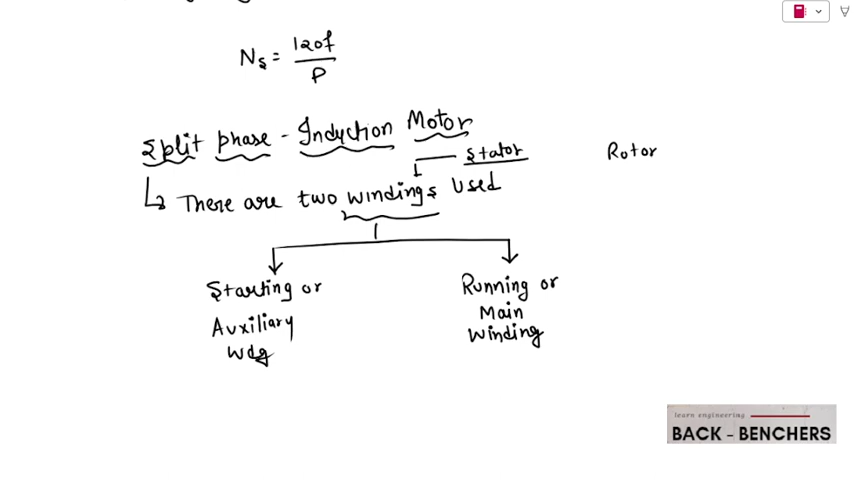 Ns = 120f / P
Split phase - Induction Motor
Stator
Rotor
There are two windings used
Starting or
Auxiliary
wdg
Running or
Main
winding
learn engineering
BACK - BENCHERS